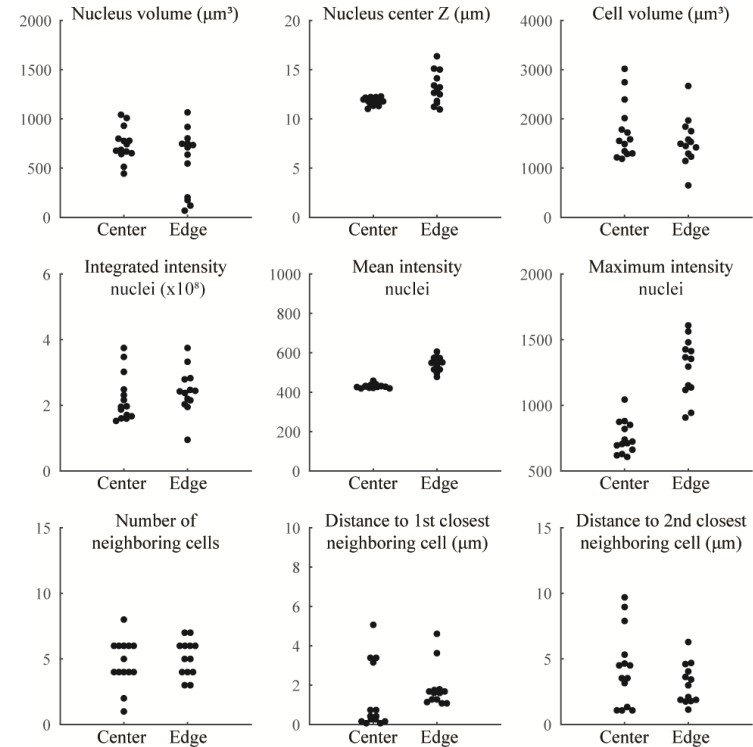 Nucleus volume (μm³)
2000
1500
1000
500
0
Center Edge
Nucleus center Z (μm)
20
15
10
5
0
Center Edge
Cell volume (μm³)
4000
3000
2000
1000
0
Center Edge
Integrated intensity
nuclei (x10⁸)
6
4
2
0
Center Edge
Mean intensity
nuclei
1000
800
600
400
200
0
Center Edge
Maximum intensity
nuclei
2000
1500
1000
500
Center Edge
Number of
neighboring cells
15
10
5
0
Center Edge
Distance to 1st closest
neighboring cell (μm)
10
8
6
4
2
0
Center Edge
Distance to 2nd closest
neighboring cell (μm)
15
10
5
0
Center Edge